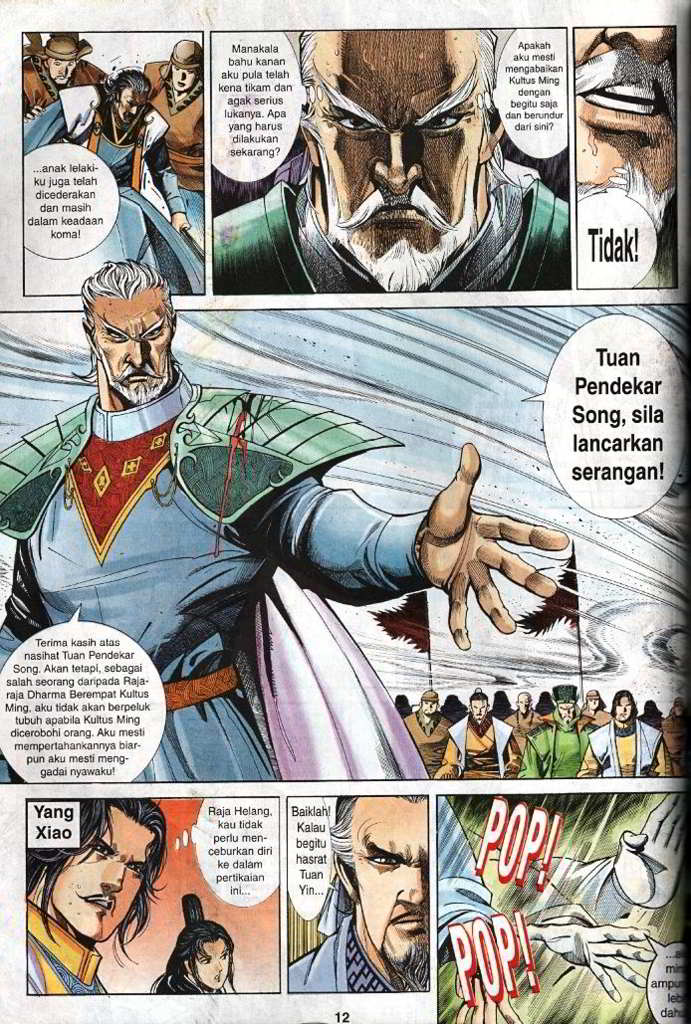 ...anak lelaki-
ku juga telah
dicederakan
dan masih
dalam keadaan
koma!
Manakala
bahu kanan
aku pula telah
kena tikam dan
agak serius
lukanya. Apa
yang harus
dilakukan
sekarang?
Apakah
aku mesti
mengabaikan
Kultus Ming
dengan
begitu saja
dan berundur
dari sini?
Tidak!
Tuan
Pendekar
Song, sila
lancarkan
serangan!
Terima kasih atas
nasihat Tuan Pendekar
Song. Akan tetapi, sebagai
salah seorang daripada Raja-
raja Dharma Berempat Kultus
Ming, aku tidak akan berpeluk
tubuh apabila Kultus Ming
dicerobohi orang. Aku mesti
mempertahankannya biar-
pun aku mesti meng-
gadai nyawaku!
Yang
Xiao
Raja Helang,
kau tidak
perlu men-
ceburkan diri
ke dalam
pertikaian
ini...
Baiklah!
Kalau
begitu
hasrat
Tuan
Yin...
POP!
POP!
12